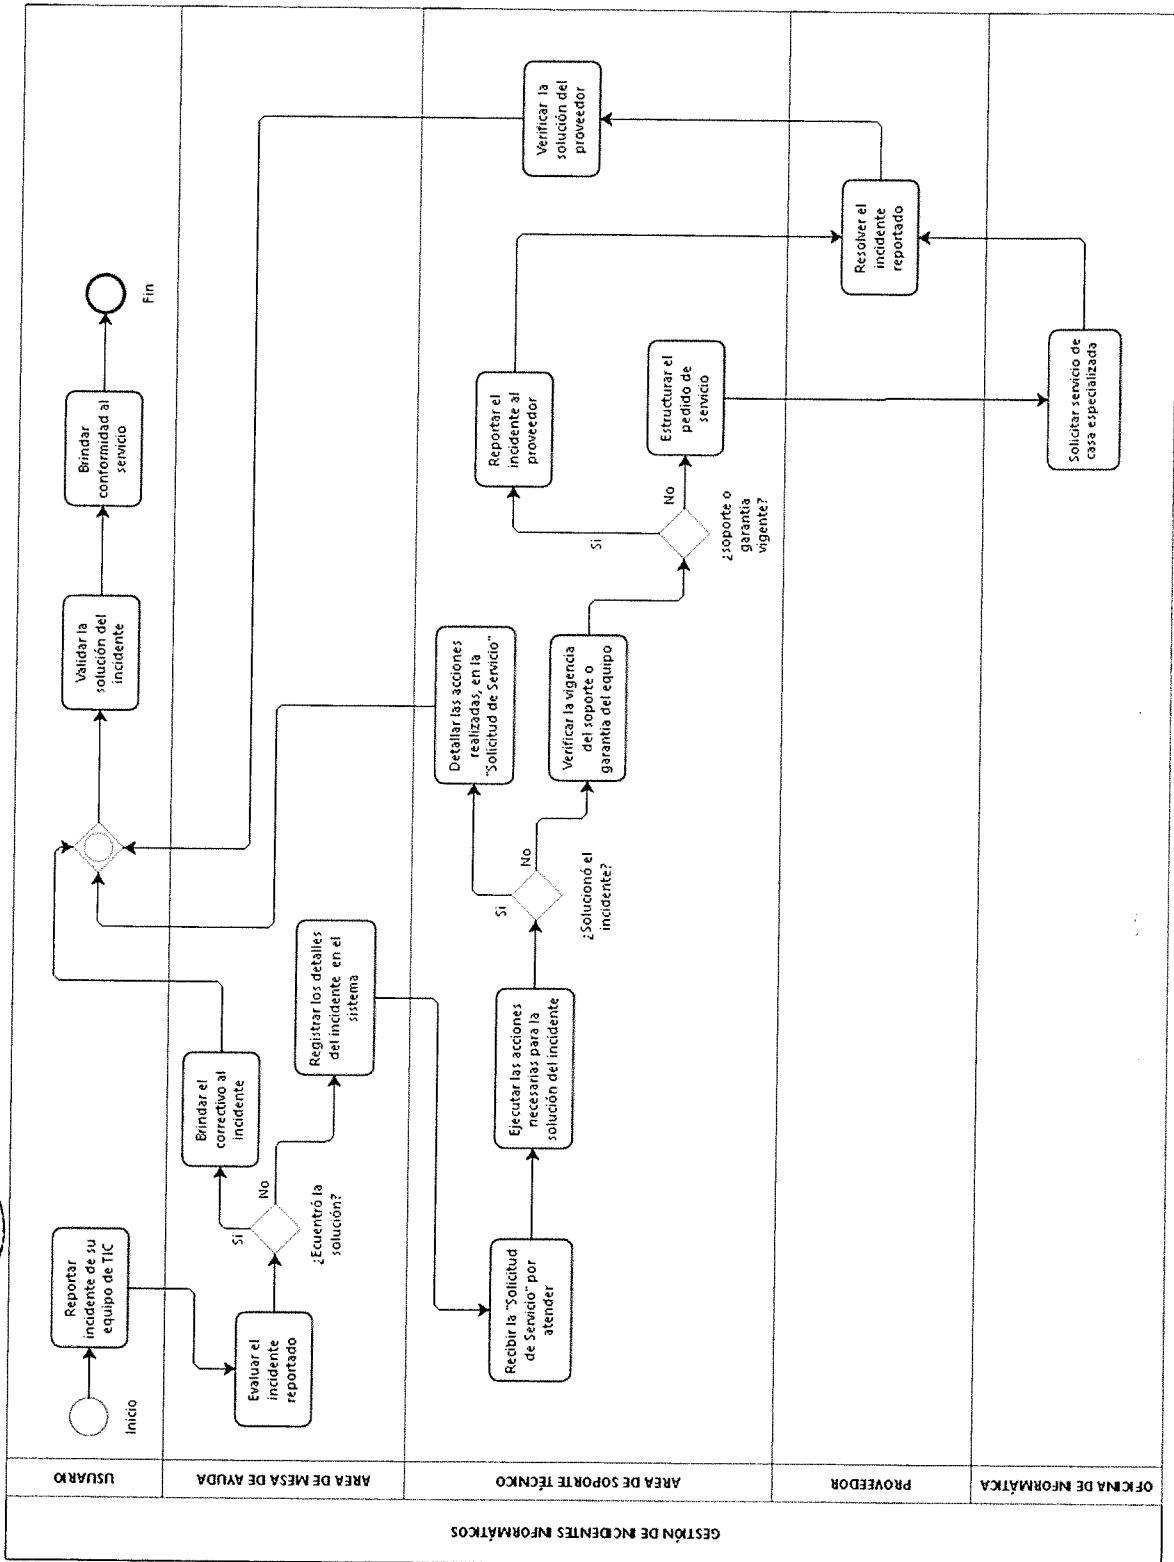 GESTIÓN DE INCIDENTES INFORMÁTICOS
USUARIO
Inicio
Reportar
incidente de su
equipo de TIC
Validar la
solución del
incidente
Brindar
conformidad al
servicio
Fin
AREA DE MESA DE AYUDA
Evaluar el
incidente
reportado
¿Ecuentró la
solución?
Si
No
Brindar el
correctivo al
incidente
Registrar los detalles
del incidente en el
sistema
AREA DE SOPORTE TÉCNICO
Recibir la "Solicitud
de Servicio" por
atender
Ejecutar las acciones
necesarias para la
solución del incidente
¿Solucionó el
incidente?
Si
No
Detallar las acciones
realizadas, en la
"Solicitud de Servicio"
Verificar la vigencia
del soporte o
garantía del equipo
¿soporte o
garantía
vigente?
Si
No
Reportar el
incidente al
proveedor
Estructurar el
pedido de
servicio
Verificar la
solución del
proveedor
PROVEEDOR
Resolver el
incidente
reportado
OFICINA DE INFORMÁTICA
Solicitar servicio de
casa especializada